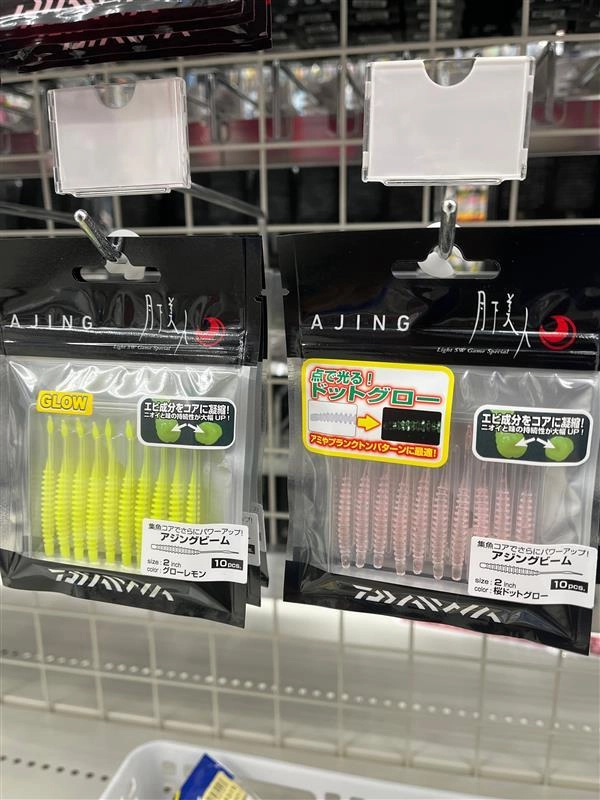 DAIWA
AJING
月下美人
Light SW Game Special
GLOW
エビ成分をコアに凝縮!
ニオイと味の持続性が大幅UP!
集魚コアでさらにパワーアップ!
アジングビーム
size : 2 inch
color : グローレモン
10pcs.
DAIWA
AJING
月下美人
Light SW Game Special
点で光る!
ドットグロー
アミやプランクトンパターンに最適!
エビ成分をコアに凝縮!
ニオイと味の持続性が大幅UP!
集魚コアでさらにパワーアップ!
アジングビーム
size : 2 inch
color : 桜ドットグロー
10pcs.
DAIWA